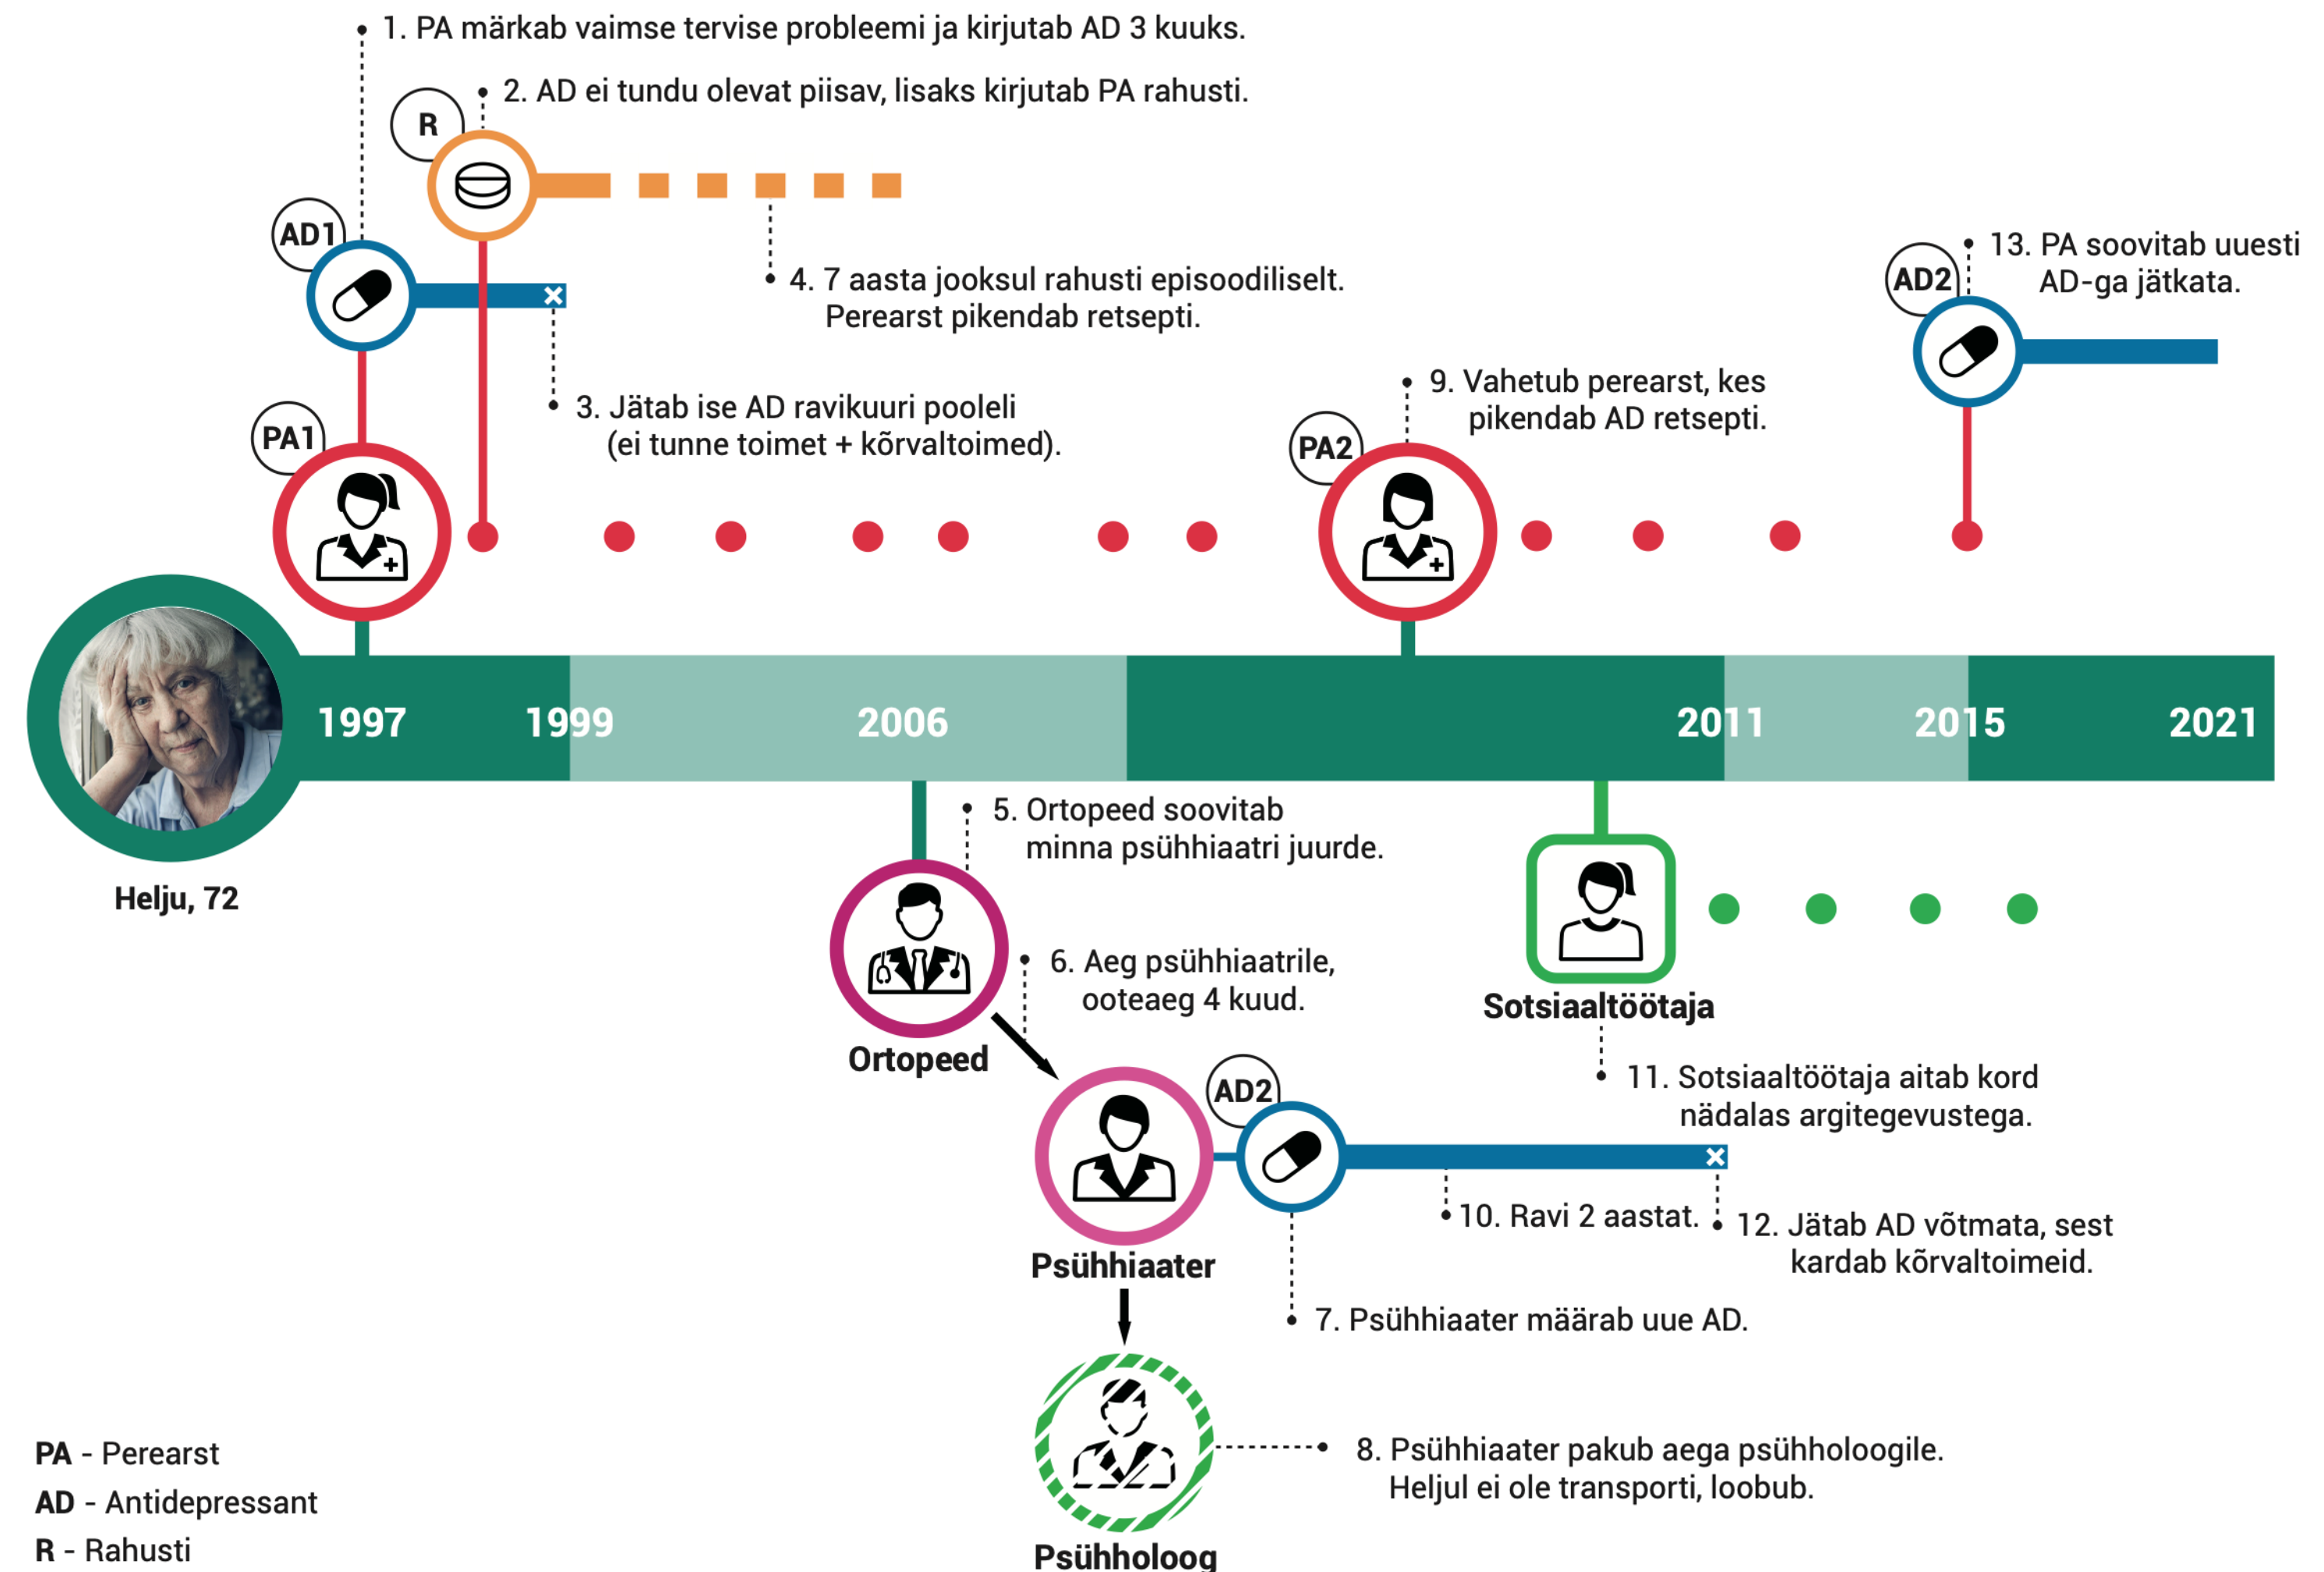 1. PA märkab vaimse tervise probleemi ja kirjutab AD 3 kuuks.
2. AD ei tundu olevat piisav, lisaks kirjutab PA rahusti.
R
AD1
4. 7 aasta jooksul rahusti episoodiliselt.
Perearst pikendab retsepti.
AD2
13. PA soovitab uuesti
AD-ga jätkata.
3. Jätab ise AD ravikuuri pooleli
(ei tunne toimet + kõrvaltoimed).
PA1
9. Vahetub perearst, kes
pikendab AD retsepti.
PA2
1997
1999
2006
2011
2015
2021
Helju, 72
5. Ortopeed soovitab
minna psühhiaatri juurde.
6. Aeg psühhiaatrile,
ooteaeg 4 kuud.
Ortopeed
Sotsiaaltöötaja
11. Sotsiaaltöötaja aitab kord
nädalas argitegevustega.
AD2
10. Ravi 2 aastat.
12. Jätab AD võtmata, sest
kardab kõrvaltoimeid.
Psühhiaater
7. Psühhiaater määrab uue AD.
8. Psühhiaater pakub aega psühholoogile.
Heljul ei ole transporti, loobub.
Psühholoog
PA - Perearst
AD - Antidepressant
R - Rahusti